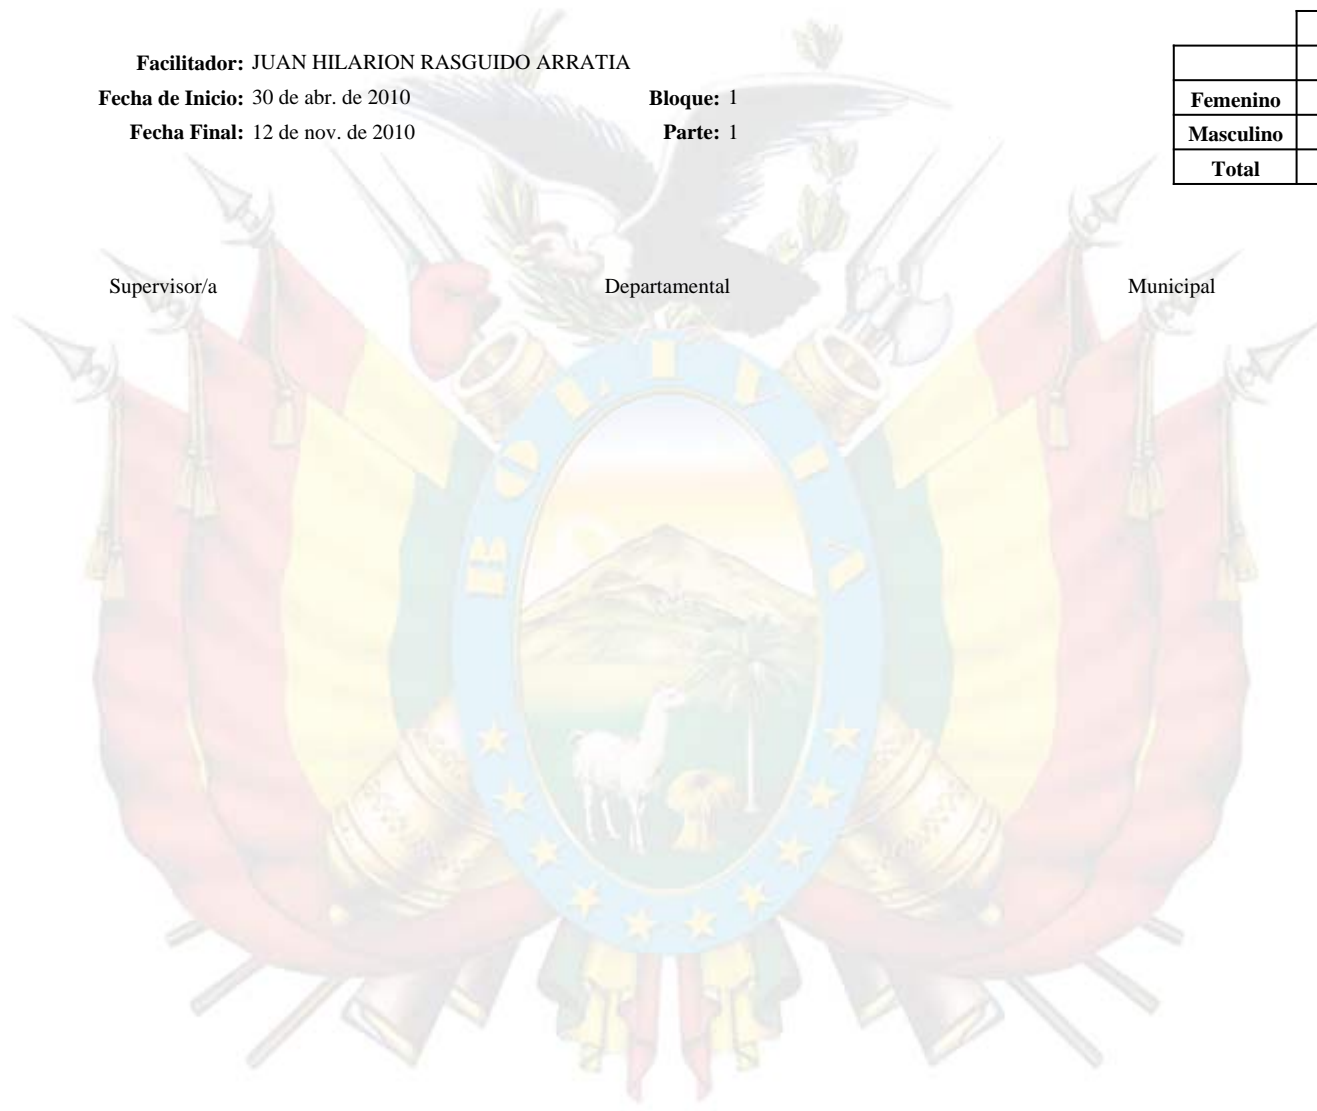 Facilitador: JUAN HILARION RASGUIDO ARRATIA
Fecha de Inicio: 30 de abr. de 2010 Bloque: 1
Fecha Final: 12 de nov. de 2010 Parte: 1
Femenino
Masculino
Total
Supervisor/a Departamental Municipal
BOLIVIA